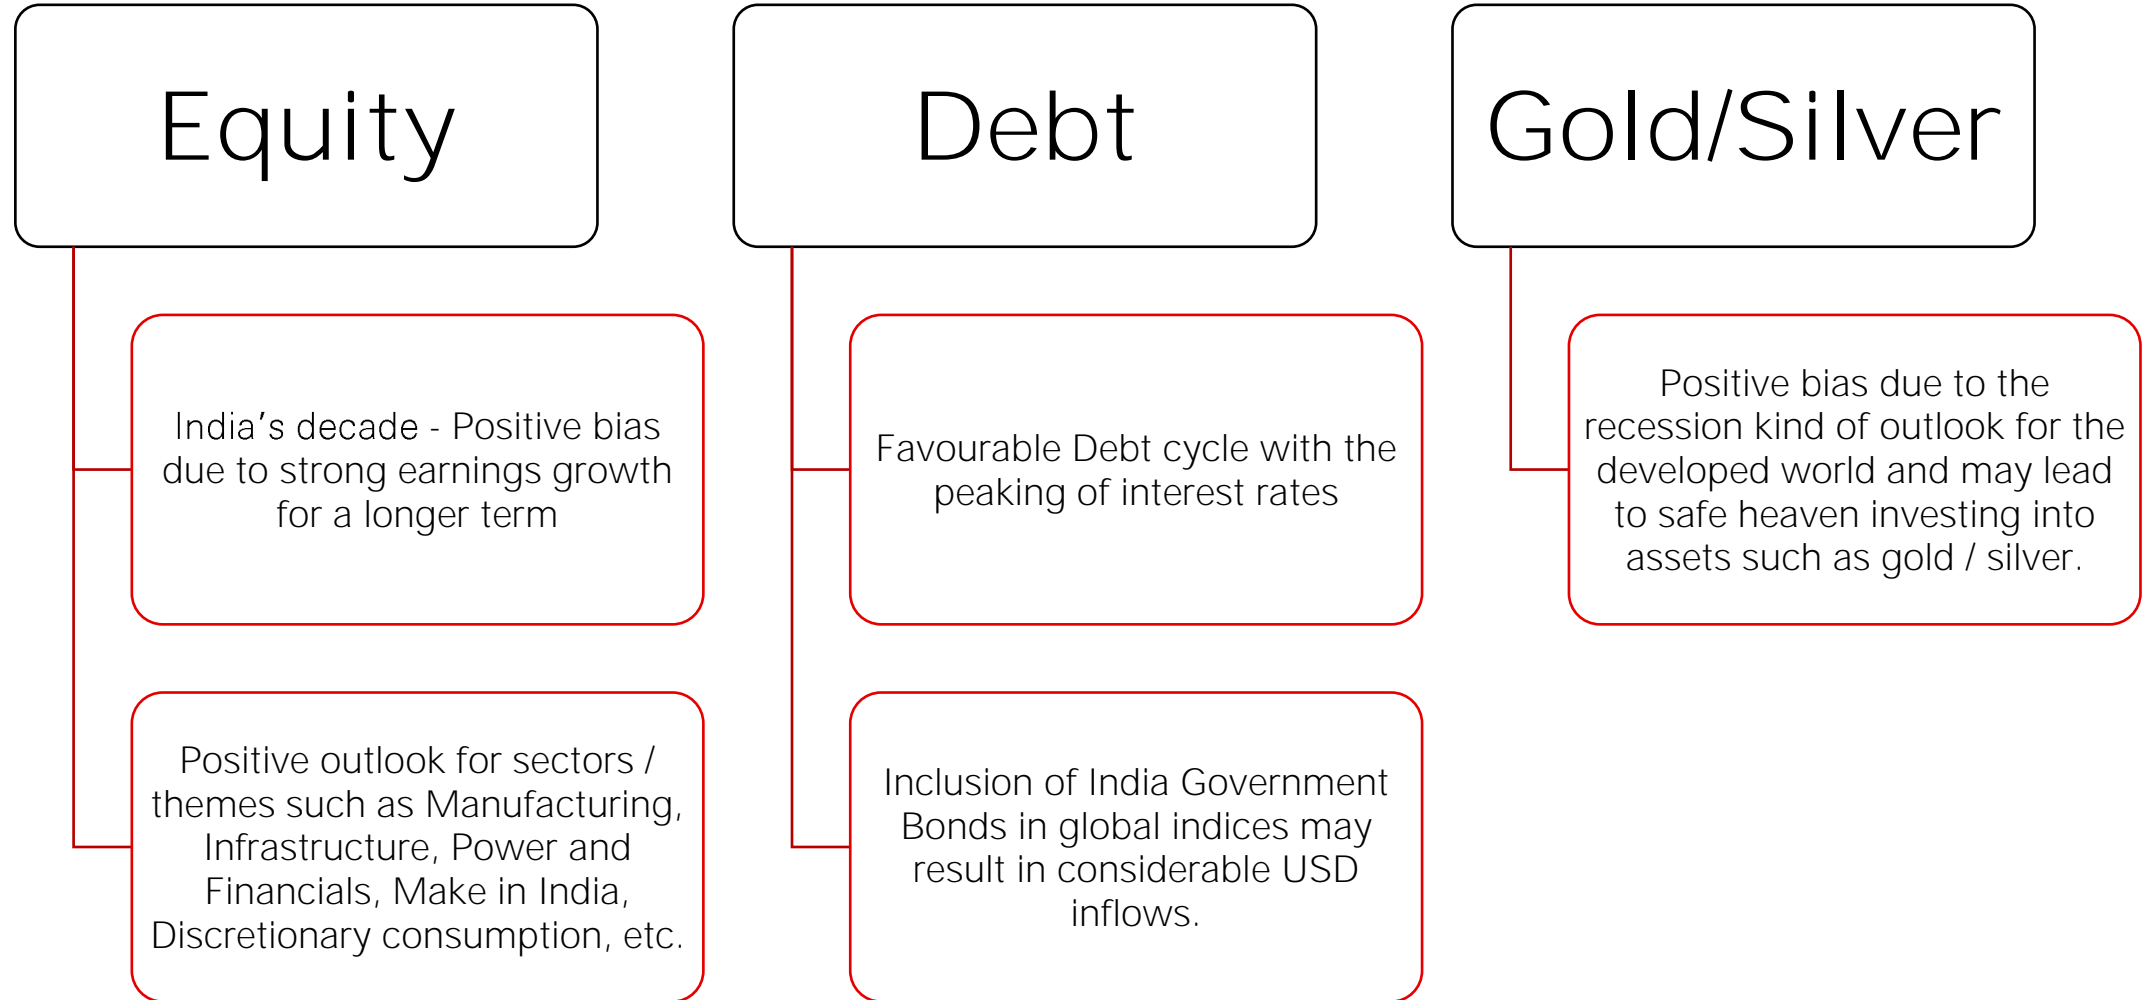 Equity
India's decade - Positive bias
due to strong earnings growth
for a longer term
Positive outlook for sectors /
themes such as Manufacturing,
Infrastructure, Power and
Financials, Make in India,
Discretionary consumption, etc.
Debt
Favourable Debt cycle with the
peaking of interest rates
Inclusion of India Government
Bonds in global indices may
result in considerable USD
inflows.
Gold/Silver
Positive bias due to the
recession kind of outlook for the
developed world and may lead
to safe heaven investing into
assets such as gold / silver.